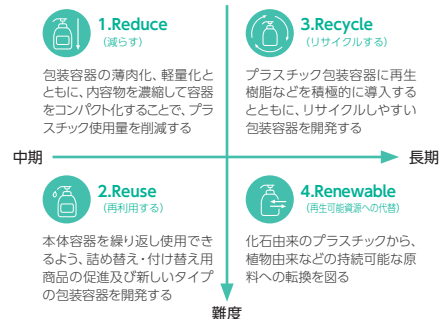 1.Reduce
（減らす）
包装容器の薄肉化、軽量化と
ともに、内容物を濃縮して容器
をコンパクト化することで、プラ
スチック使用量を削減する
3.Recycle
（リサイクルする）
プラスチック包装容器に再生
樹脂などを積極的に導入する
とともに、リサイクルしやすい
包装容器を開発する
中期
長期
2.Reuse
（再利用する）
本体容器を繰り返し使用でき
るよう、詰め替え・付け替え用
商品の促進及び新しいタイプ
の包装容器を開発する
4.Renewable
（再生可能資源への代替）
化石由来のプラスチックから、
植物由来などの持続可能な原
料への転換を図る
難度